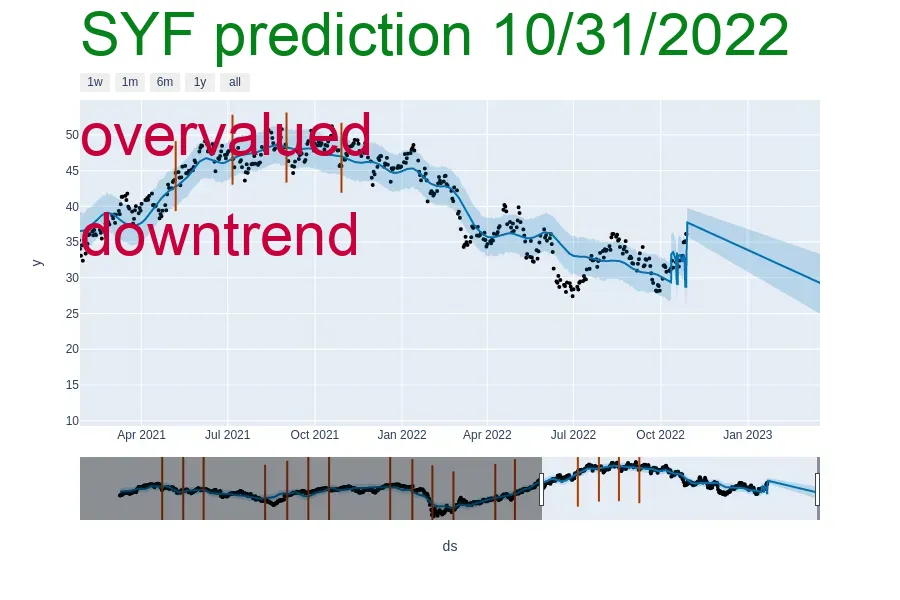 SYF prediction 10/31/2022
1w 1m 6m 1y all
overvalued
downtrend
50
45
40
35
30
25
20
15
10
y
Apr 2021 Jul 2021 Oct 2021 Jan 2022 Apr 2022 Jul 2022 Oct 2022 Jan 2023
ds